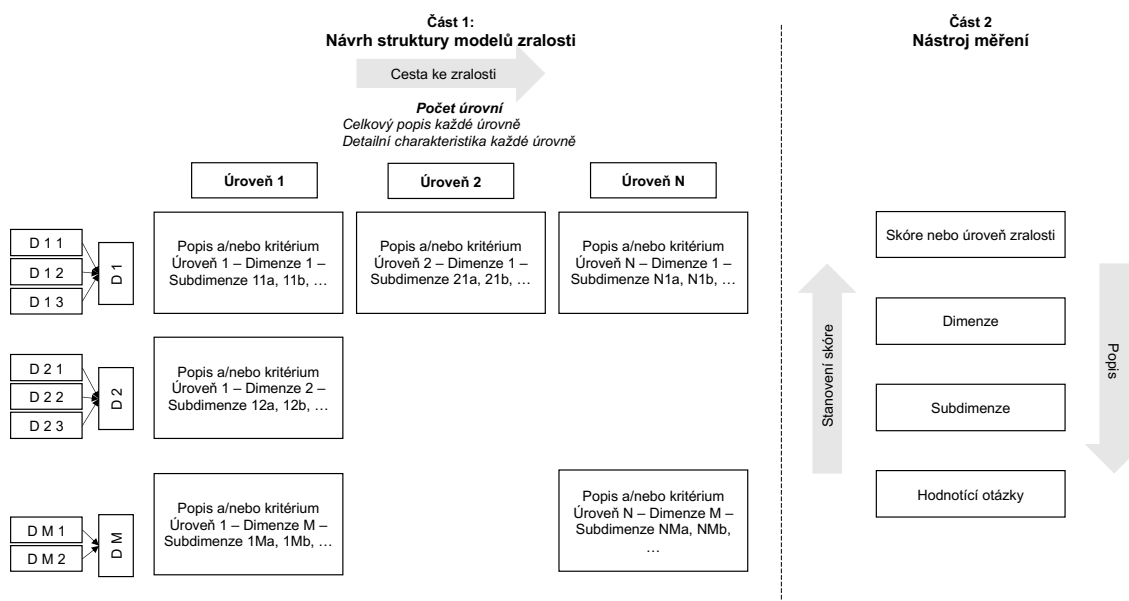 Část 1:
Návrh struktury modelů zralosti
Cesta ke zralosti
Počet úrovní
Celkový popis každé úrovně
Detailní charakteristika každé úrovně
Úroveň 1
Úroveň 2
Úroveň N
D 1 1
D 1 2
D 1 3
D 1
Popis a/nebo kritérium
Úroveň 1 – Dimenze 1 –
Subdimenze 11a, 11b, …
Popis a/nebo kritérium
Úroveň 2 – Dimenze 1 –
Subdimenze 21a, 21b, …
Popis a/nebo kritérium
Úroveň N – Dimenze 1 –
Subdimenze N1a, N1b, …
D 2 1
D 2 2
D 2 3
D 2
Popis a/nebo kritérium
Úroveň 1 – Dimenze 2 –
Subdimenze 12a, 12b, …
D M 1
D M 2
D M
Popis a/nebo kritérium
Úroveň 1 – Dimenze M –
Subdimenze 1Ma, 1Mb, …
Popis a/nebo kritérium
Úroveň N – Dimenze M –
Subdimenze NMa, NMb,
…
Část 2
Nástroj měření
Stanovení skóre
Skóre nebo úroveň zralosti
Dimenze
Subdimenze
Hodnotící otázky
Popis